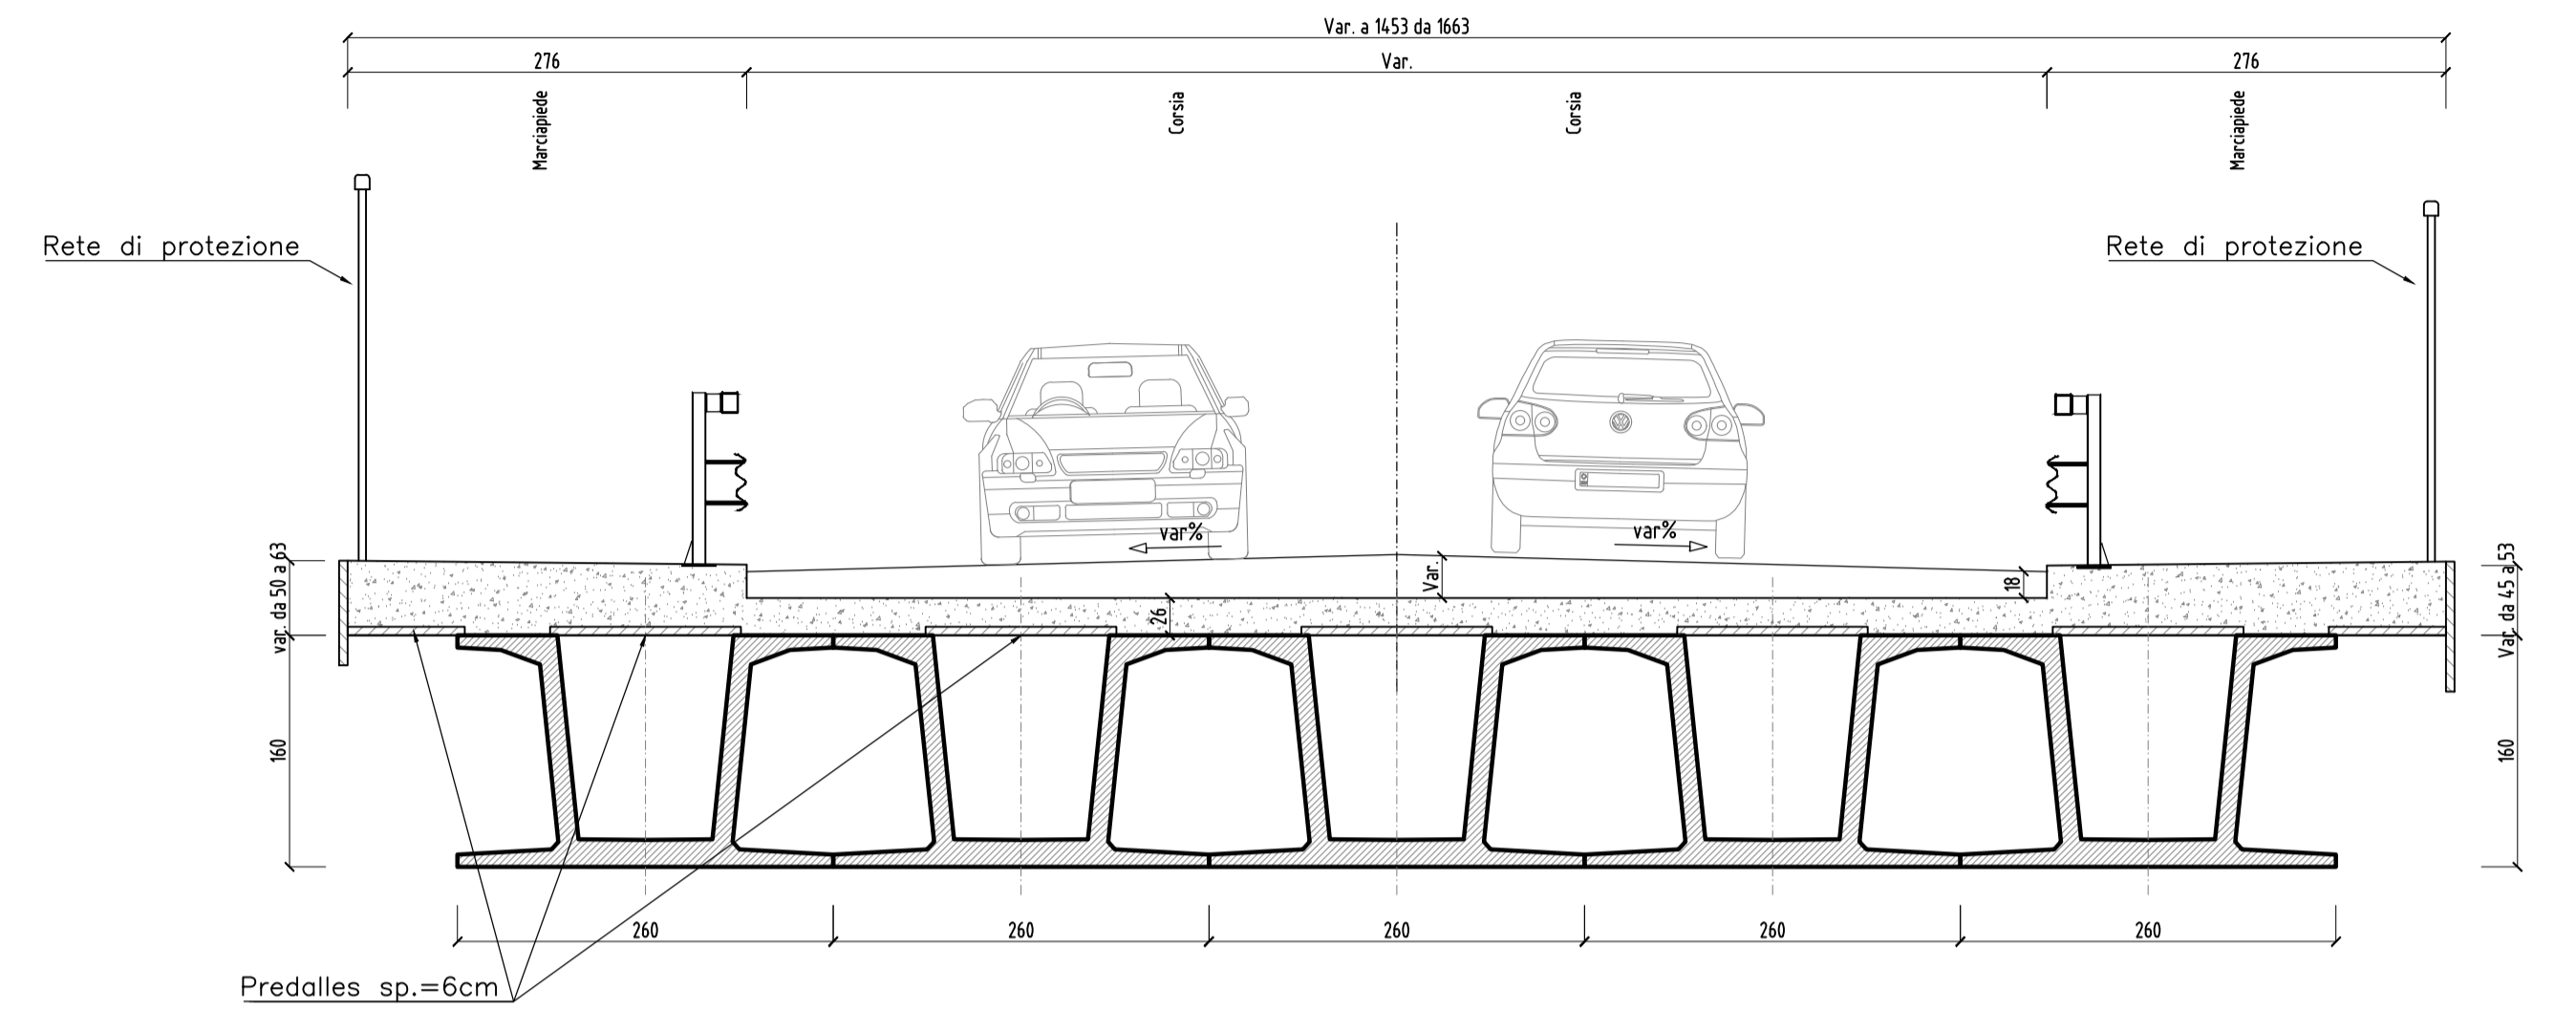 Var. a 1453 da 1663
276
Var.
276
Marciapiede
Corsia
Corsia
Marciapiede
Rete di protezione
Rete di protezione
var%
var%
var. da 50 a 63
Var.
18
Var. da 45 a 53
26
160
160
260
260
260
260
260
Predalles sp.=6cm